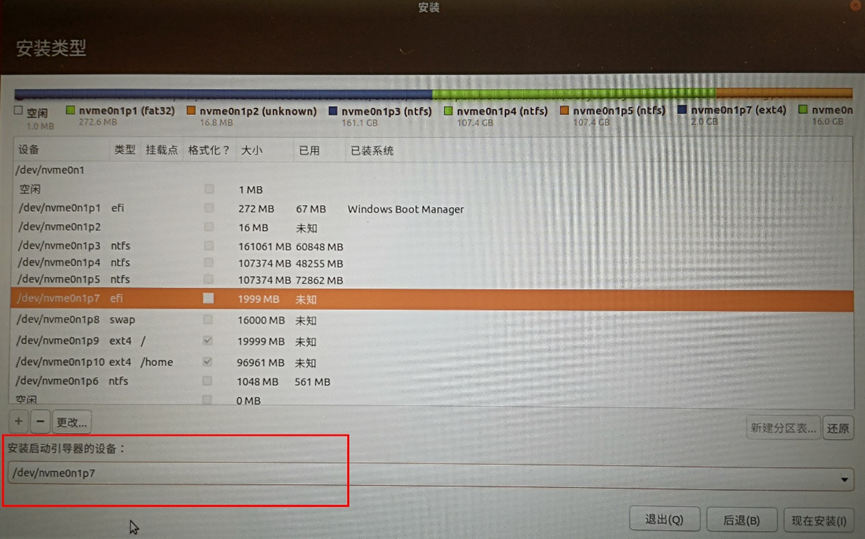 安装
安装类型
空闲 nvme0n1p1 (fat32) nvme0n1p2 (unknown) nvme0n1p3 (ntfs) nvme0n1p4 (ntfs) nvme0n1p5 (ntfs) nvme0n1p7 (ext4) nvme0n
1.0 MB 272.6 MB 16.8 MB 161.1 GB 107.4 GB 107.4 GB 2.0 GB 16.0 GB
设备 类型 挂载点 格式化？ 大小 已用 已装系统
/dev/nvme0n1
空闲 1 MB
/dev/nvme0n1p1 efi 272 MB 67 MB Windows Boot Manager
/dev/nvme0n1p2 16 MB 未知
/dev/nvme0n1p3 ntfs 161061 MB 60848 MB
/dev/nvme0n1p4 ntfs 107374 MB 48255 MB
/dev/nvme0n1p5 ntfs 107374 MB 72862 MB
/dev/nvme0n1p7 efi 1999 MB 未知
/dev/nvme0n1p8 swap 16000 MB 未知
/dev/nvme0n1p9 ext4 / 19999 MB 未知
/dev/nvme0n1p10 ext4 /home 96961 MB 未知
/dev/nvme0n1p6 ntfs 1048 MB 561 MB
空闲 0 MB
+ − 更改... 新建分区表... 还原
安装启动引导器的设备：
/dev/nvme0n1p7
退出(Q) 后退(B) 现在安装(I)